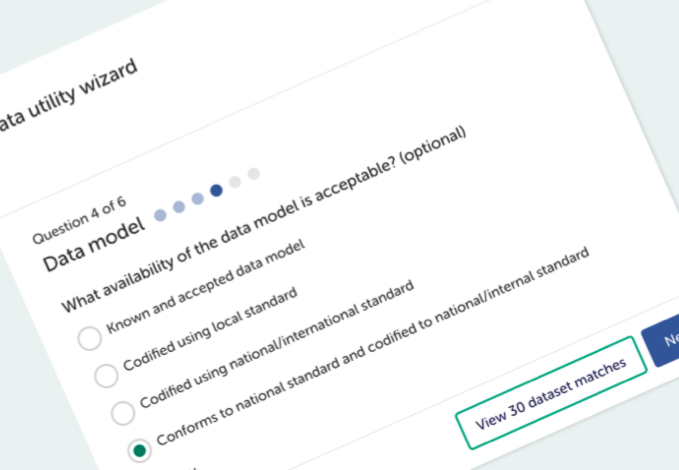 ata utility wizard
Question 4 of 6
Data model
What availability of the data model is acceptable? (optional)
Known and accepted data model
Codified using local standard
Codified using national/international standard
Conforms to national standard and codified to national/internal standard
View 30 dataset matches
Ne